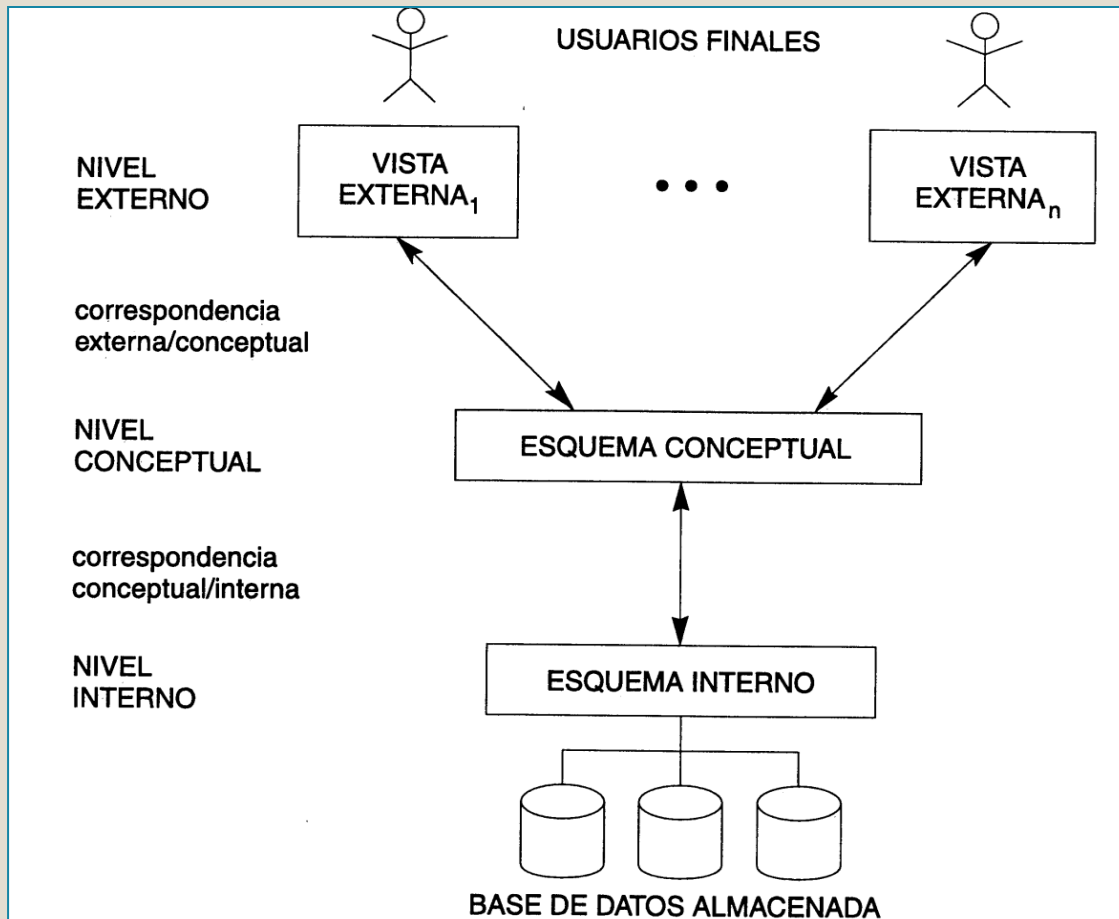 USUARIOS FINALES
NIVEL
EXTERNO
VISTA
EXTERNA₁
• • •
VISTA
EXTERNAₙ
correspondencia
externa/conceptual
NIVEL
CONCEPTUAL
ESQUEMA CONCEPTUAL
correspondencia
conceptual/interna
NIVEL
INTERNO
ESQUEMA INTERNO
BASE DE DATOS ALMACENADA